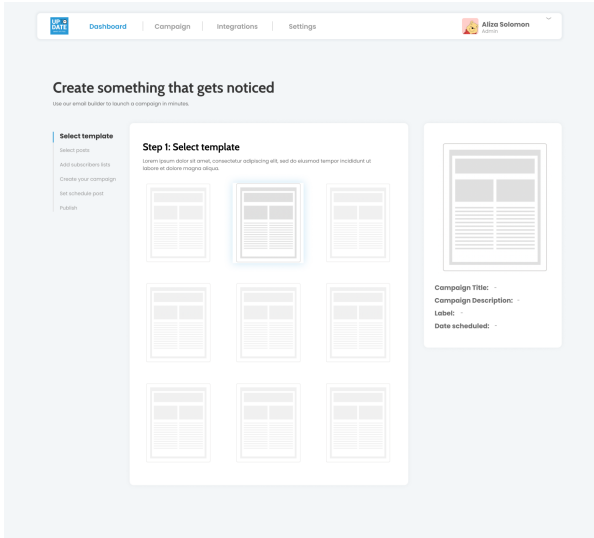 UP
DATE
Dashboard
Campaign
Integrations
Settings
Aliza Solomon
Admin
Create something that gets noticed
Use our email builder to launch a campaign in minutes.
Select template
Select posts
Add subscribers lists
Create your campaign
Set schedule post
Publish
Step 1: Select template
Lorem ipsum dolor sit amet, consectetur adipiscing elit, sed do eiusmod tempor incididunt ut
labore et dolore magna aliqua.
Campaign Title: -
Campaign Description: -
Label: -
Date scheduled: -